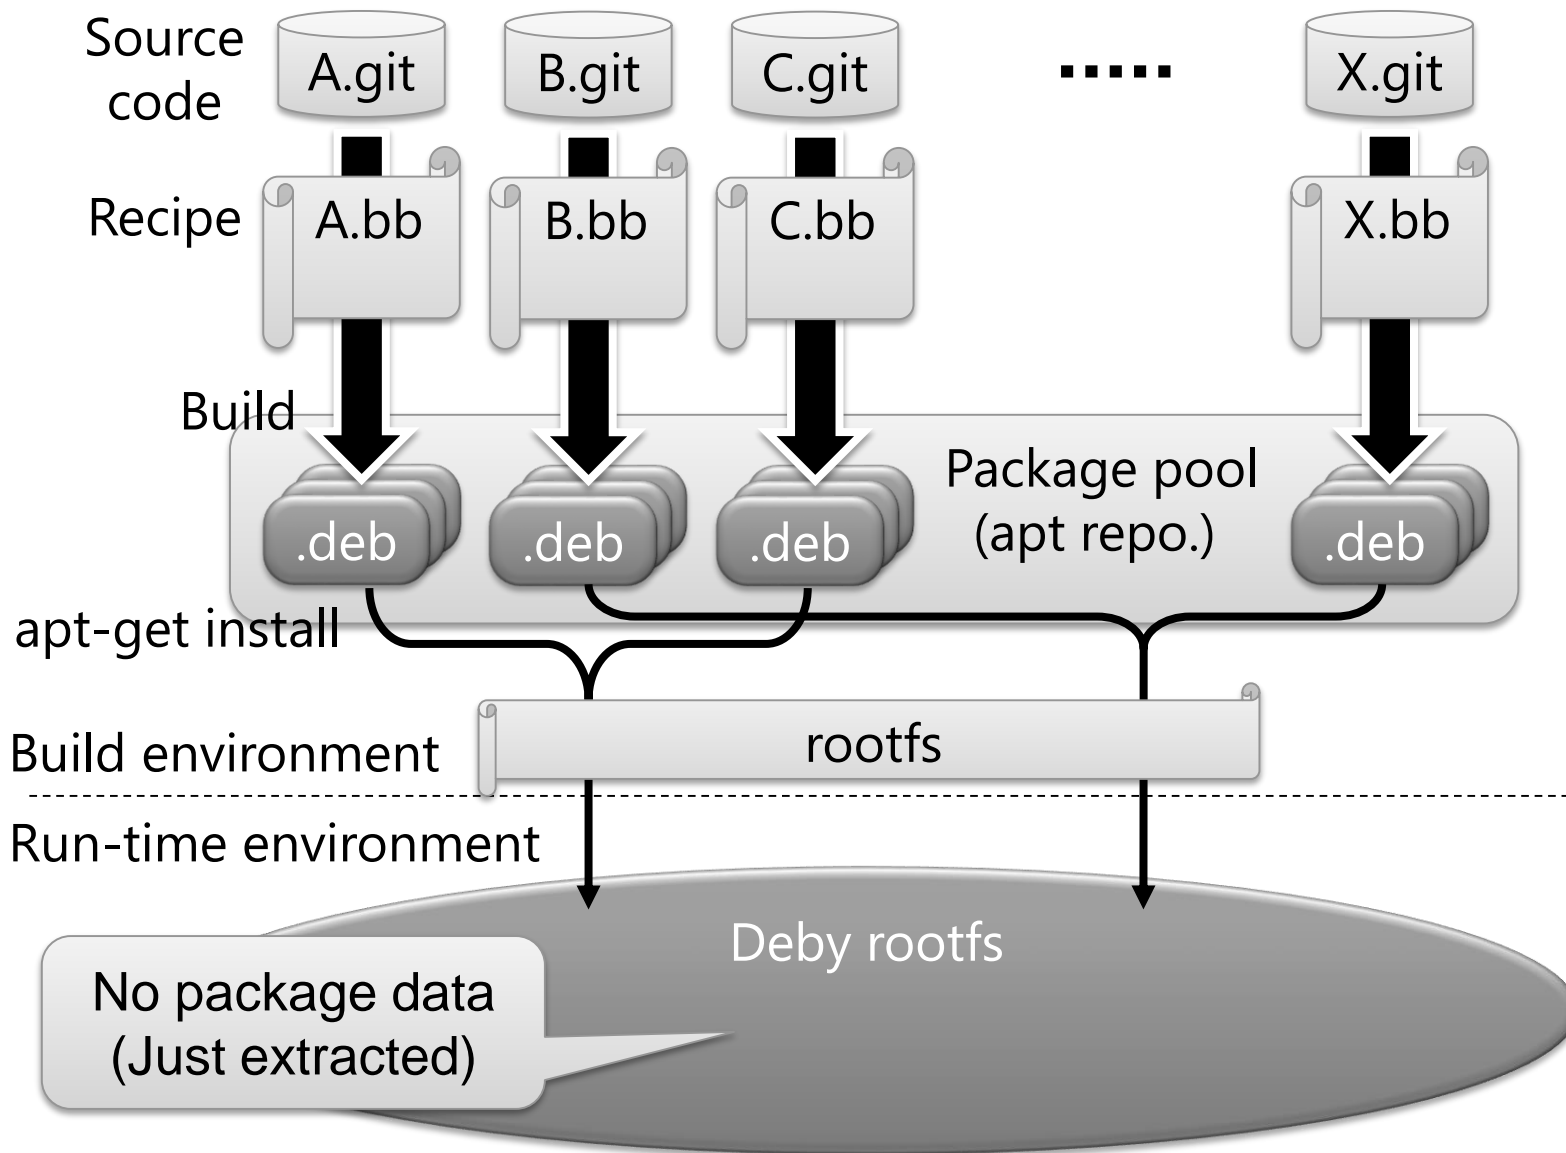 Source
code
A.git
B.git
C.git
.....
X.git
Recipe
A.bb
B.bb
C.bb
X.bb
Build
Package pool
(apt repo.)
.deb
.deb
.deb
.deb
apt-get install
Build environment
rootfs
Run-time environment
Deby rootfs
No package data
(Just extracted)